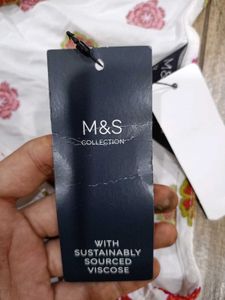 M&S
COLLECTION
WITH
SUSTAINABLY
SOURCED
VISCOSE